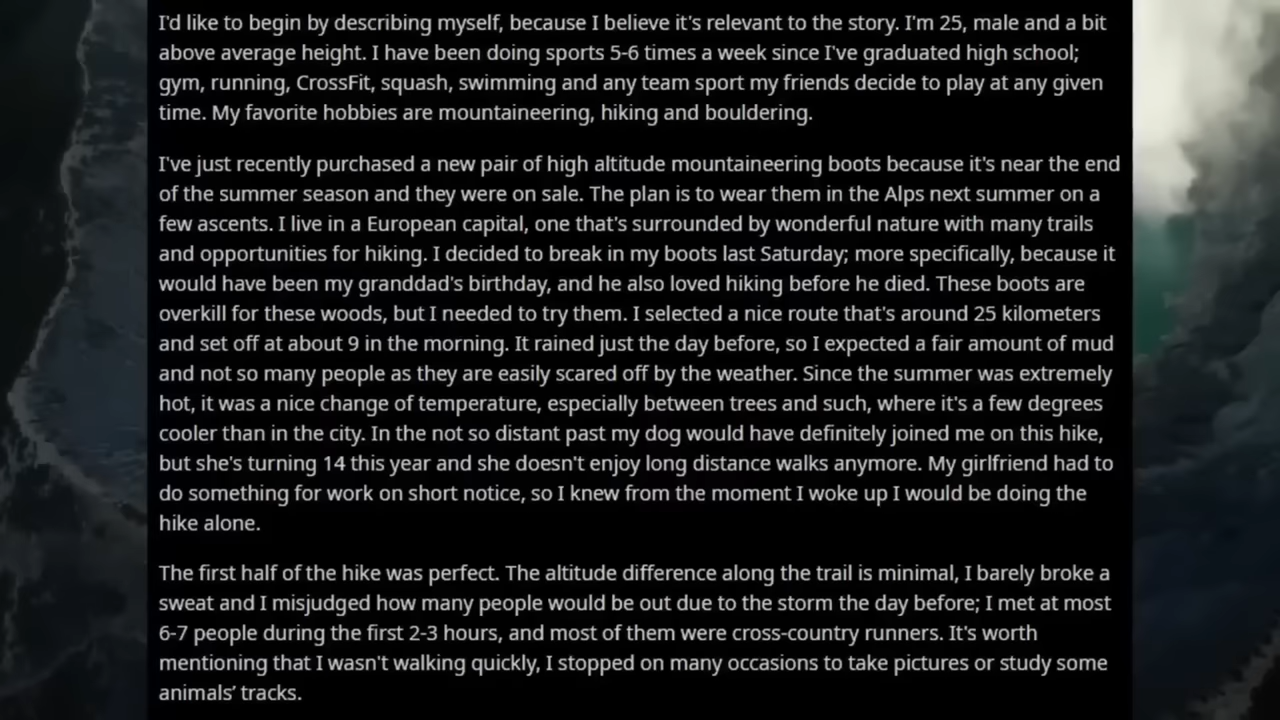 I'd like to begin by describing myself, because I believe it's relevant to the story. I'm 25, male and a bit
above average height. I have been doing sports 5-6 times a week since I've graduated high school;
gym, running, CrossFit, squash, swimming and any team sport my friends decide to play at any given
time. My favorite hobbies are mountaineering, hiking and bouldering.
I've just recently purchased a new pair of high altitude mountaineering boots because it's near the end
of the summer season and they were on sale. The plan is to wear them in the Alps next summer on a
few ascents. I live in a European capital, one that's surrounded by wonderful nature with many trails
and opportunities for hiking. I decided to break in my boots last Saturday; more specifically, because it
would have been my granddad's birthday, and he also loved hiking before he died. These boots are
overkill for these woods, but I needed to try them. I selected a nice route that's around 25 kilometers
and set off at about 9 in the morning. It rained just the day before, so I expected a fair amount of mud
and not so many people as they are easily scared off by the weather. Since the summer was extremely
hot, it was a nice change of temperature, especially between trees and such, where it's a few degrees
cooler than in the city. In the not so distant past my dog would have definitely joined me on this hike,
but she's turning 14 this year and she doesn't enjoy long distance walks anymore. My girlfriend had to
do something for work on short notice, so I knew from the moment I woke up I would be doing the
hike alone.
The first half of the hike was perfect. The altitude difference along the trail is minimal, I barely broke a
sweat and I misjudged how many people would be out due to the storm the day before; I met at most
6-7 people during the first 2-3 hours, and most of them were cross-country runners. It's worth
mentioning that I wasn't walking quickly, I stopped on many occasions to take pictures or study some
animals’ tracks.